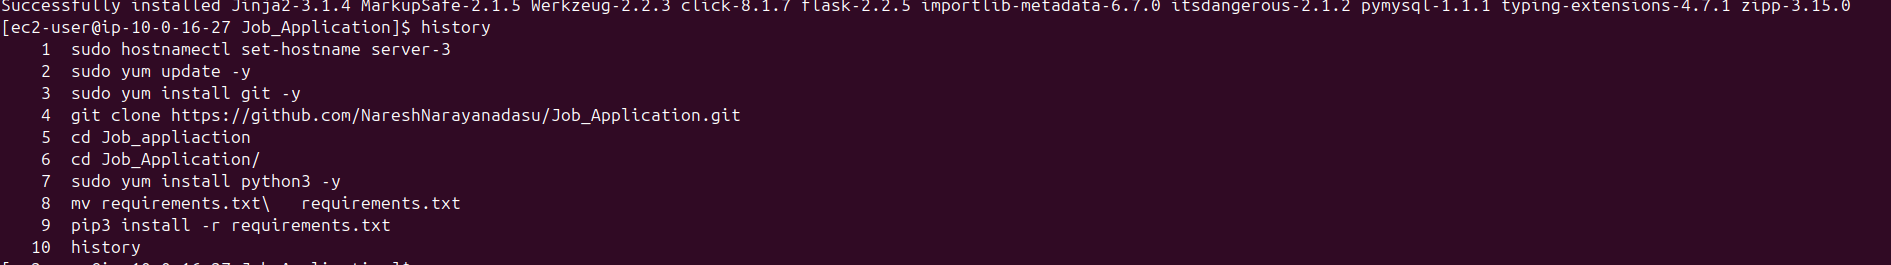 Successfully installed Jinja2-3.1.4 MarkupSafe-2.1.5 Werkzeug-2.2.3 click-8.1.7 flask-2.2.5 importlib-metadata-6.7.0 itsdangerous-2.1.2 pymysql-1.1.1 typing-extensions-4.7.1 zipp-3.15.0
[ec2-user@ip-10-0-16-27 Job_Application]$ history
    1  sudo hostnamectl set-hostname server-3
    2  sudo yum update -y
    3  sudo yum install git -y
    4  git clone https://github.com/NareshNarayanadasu/Job_Application.git
    5  cd Job_appliaction
    6  cd Job_Application/
    7  sudo yum install python3 -y
    8  mv requirements.txt\   requirements.txt
    9  pip3 install -r requirements.txt
   10  history